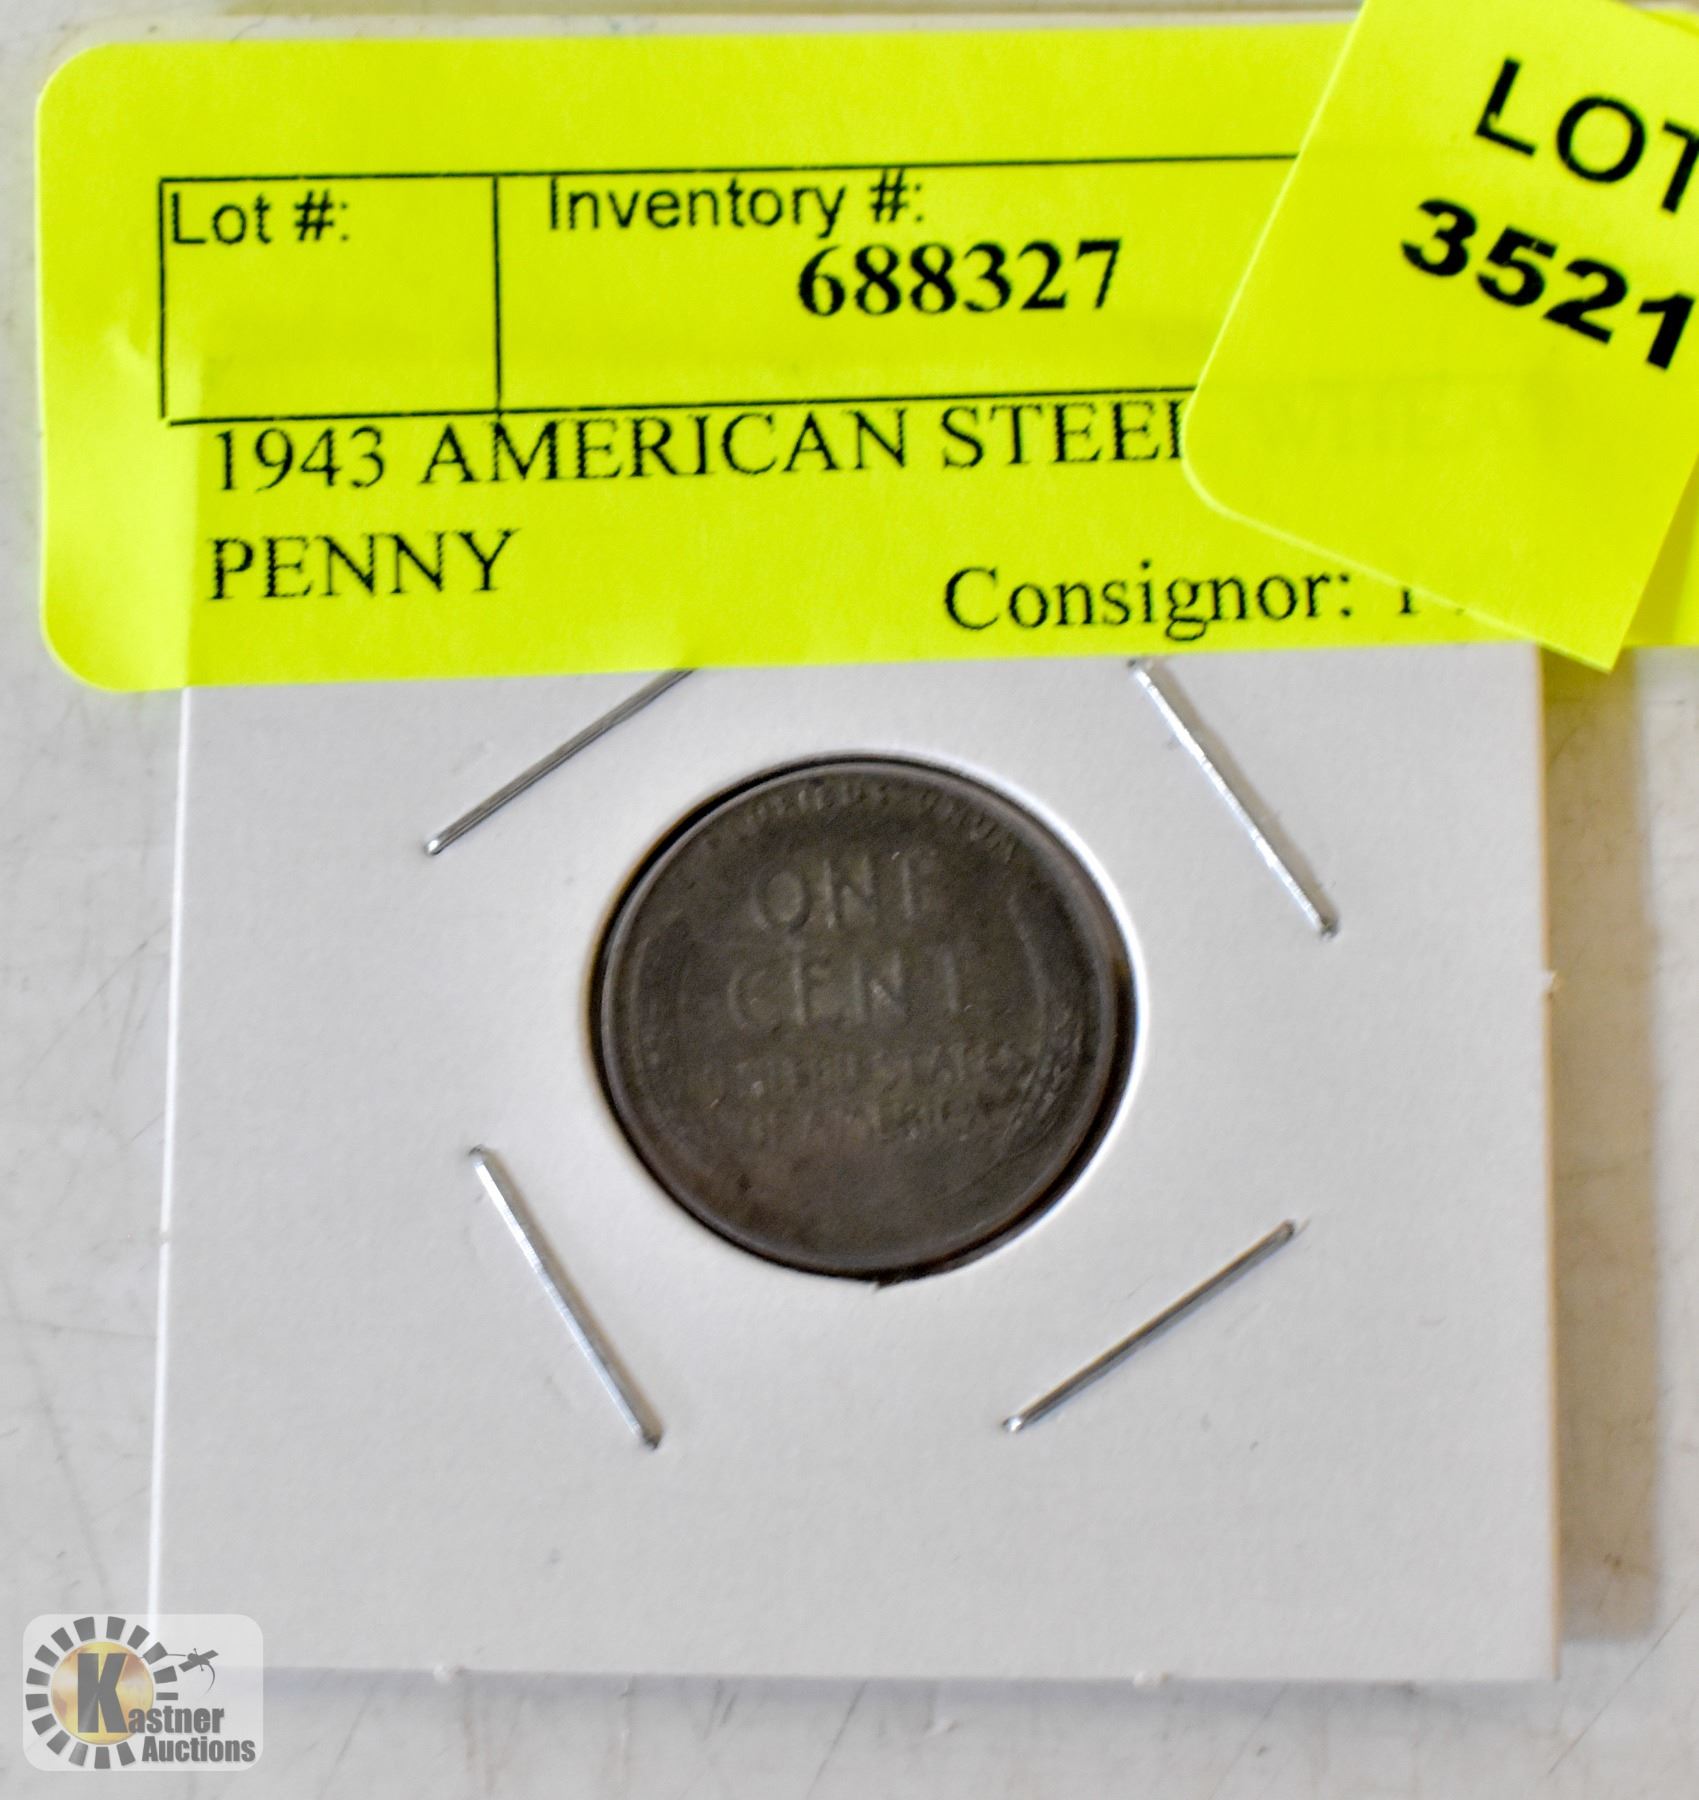 LOT
3521
Lot #:
Inventory #:
688327
1943 AMERICAN STEEL
PENNY
Consignor:
ONE
CENT
Kastner
Auctions